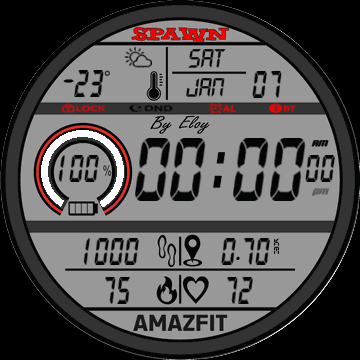 SPAWN
SAT
-23°
JAN 07
LOCK DND AL BT
By Eloy
100 %
00:00 00 AM PM
1000 0.70
75 72
AMAZFIT